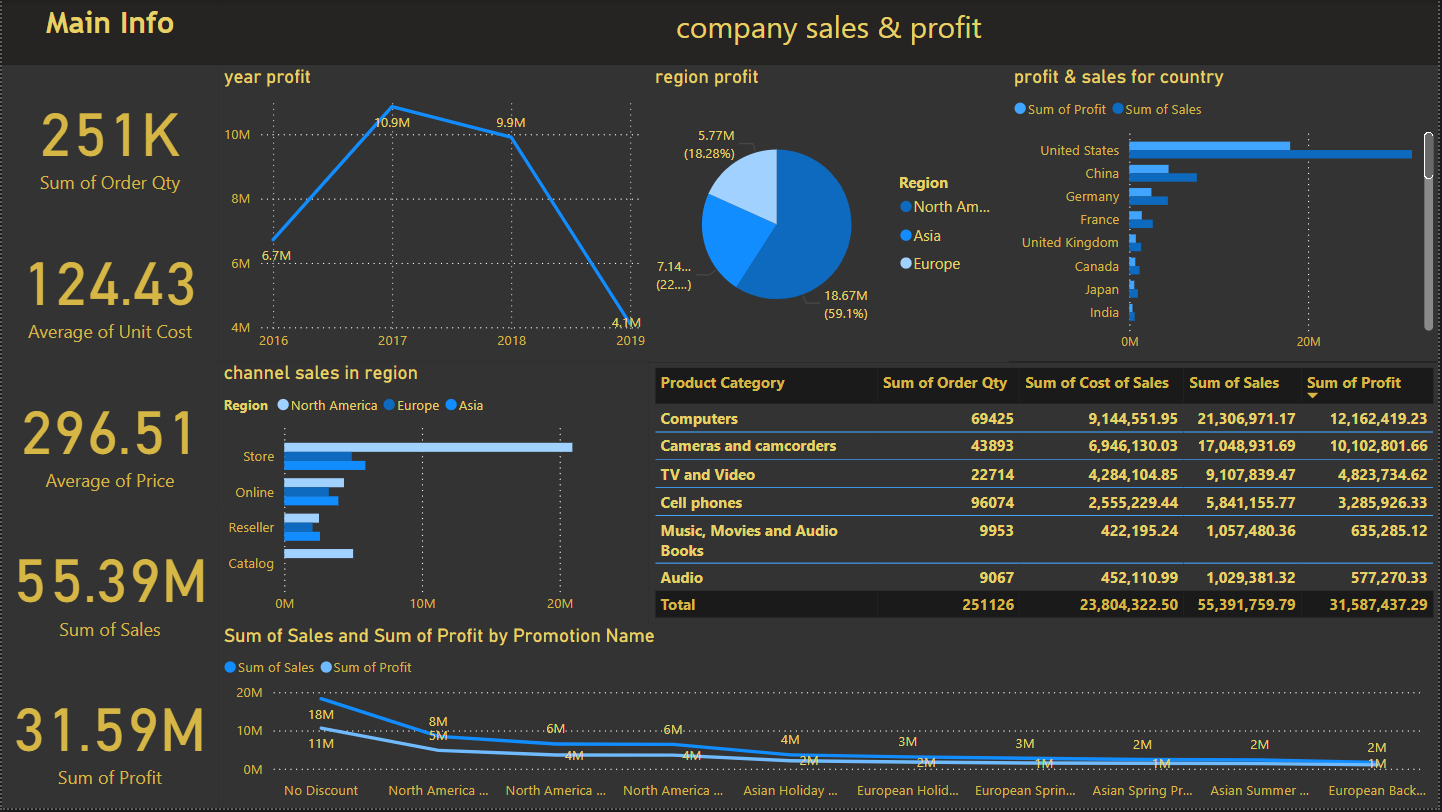 Main Info
company sales & profit
251K
Sum of Order Qty
124.43
Average of Unit Cost
296.51
Average of Price
55.39M
Sum of Sales
31.59M
Sum of Profit
year profit
10M
8M
6M
4M
6.7M
10.9M
9.9M
4.1M
2016 2017 2018 2019
region profit
5.77M
(18.28%)
7.14...
(22....)
18.67M
(59.1%)
Region
North Am...
Asia
Europe
profit & sales for country
Sum of Profit Sum of Sales
United States
China
Germany
France
United Kingdom
Canada
Japan
India
0M 20M
channel sales in region
Region North America Europe Asia
Store
Online
Reseller
Catalog
0M 10M 20M
Product Category Sum of Order Qty Sum of Cost of Sales Sum of Sales Sum of Profit
Computers 69425 9,144,551.95 21,306,971.17 12,162,419.23
Cameras and camcorders 43893 6,946,130.03 17,048,931.69 10,102,801.66
TV and Video 22714 4,284,104.85 9,107,839.47 4,823,734.62
Cell phones 96074 2,555,229.44 5,841,155.77 3,285,926.33
Music, Movies and Audio 9953 422,195.24 1,057,480.36 635,285.12
Books
Audio 9067 452,110.99 1,029,381.32 577,270.33
Total 251126 23,804,322.50 55,391,759.79 31,587,437.29
Sum of Sales and Sum of Profit by Promotion Name
Sum of Sales Sum of Profit
20M
10M
0M
18M 8M 6M 6M 4M 3M 3M 2M 2M 2M
11M 5M 4M 4M 2M 2M 1M 1M 1M
No Discount North America ... North America ... North America ... Asian Holiday ... European Holid... European Sprin... Asian Spring Pr... Asian Summer ... European Back...